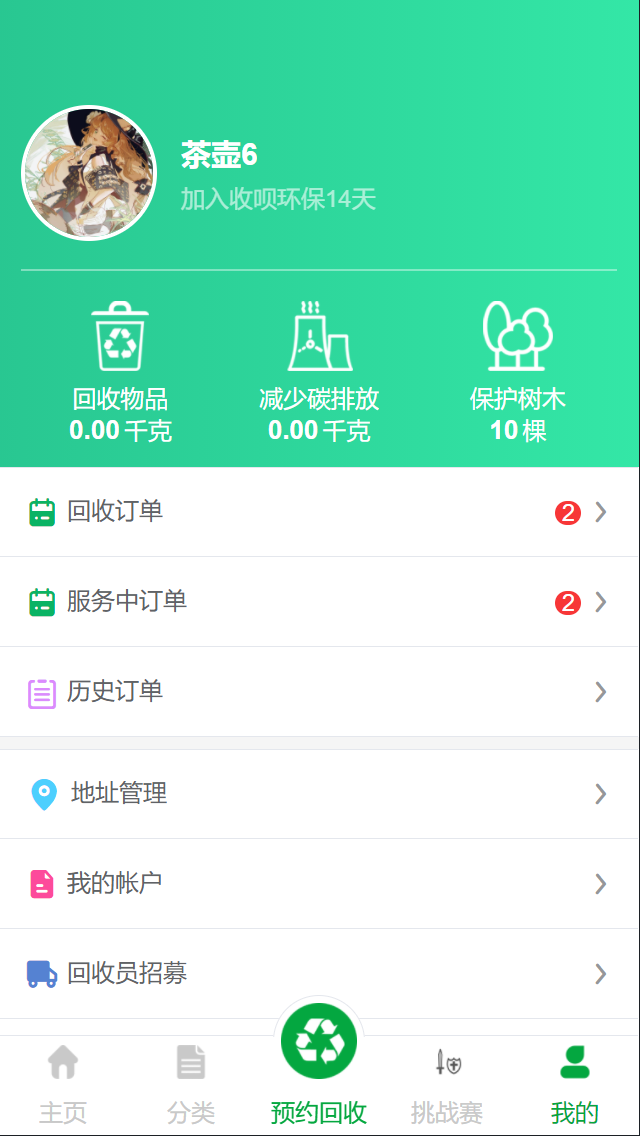 茶壶6
加入收呗环保14天
回收物品
减少碳排放
保护树木
0.00 千克
0.00 千克
10 棵
回收订单 2
服务中订单 2
历史订单
地址管理
我的帐户
回收员招募
主页
分类
预约回收
挑战赛
我的